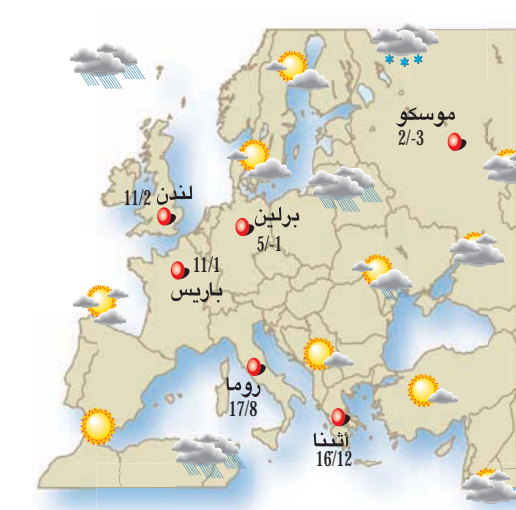 موسكو
2/-3
لندن 11/2
برلين
5/-1
11/1
باريس
روما
17/8
أثينا
16/12